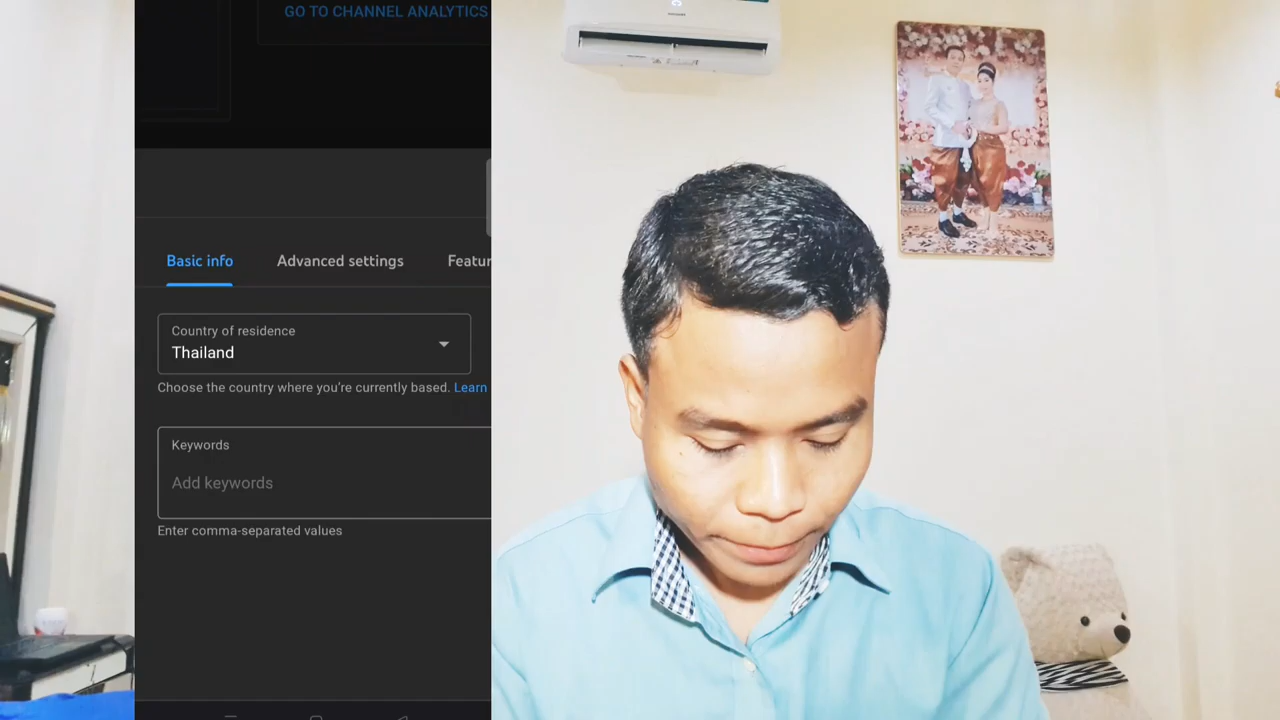 GO TO CHANNEL ANALYTICS
Basic info
Advanced settings
Featur
Country of residence
Thailand
Choose the country where you're currently based. Learn
Keywords
Add keywords
Enter comma-separated values